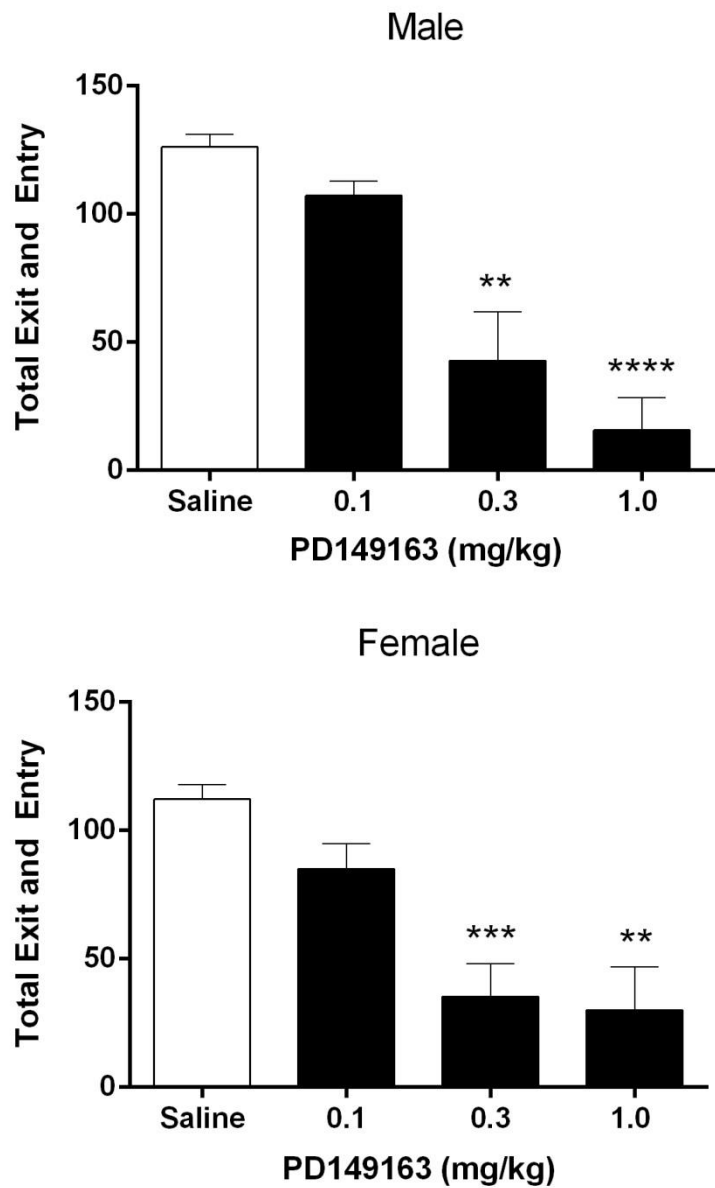 Male
Total Exit and Entry
150
100
50
0
**
****
Saline 0.1 0.3 1.0
PD149163 (mg/kg)
Female
Total Exit and Entry
150
100
50
0
***
**
Saline 0.1 0.3 1.0
PD149163 (mg/kg)